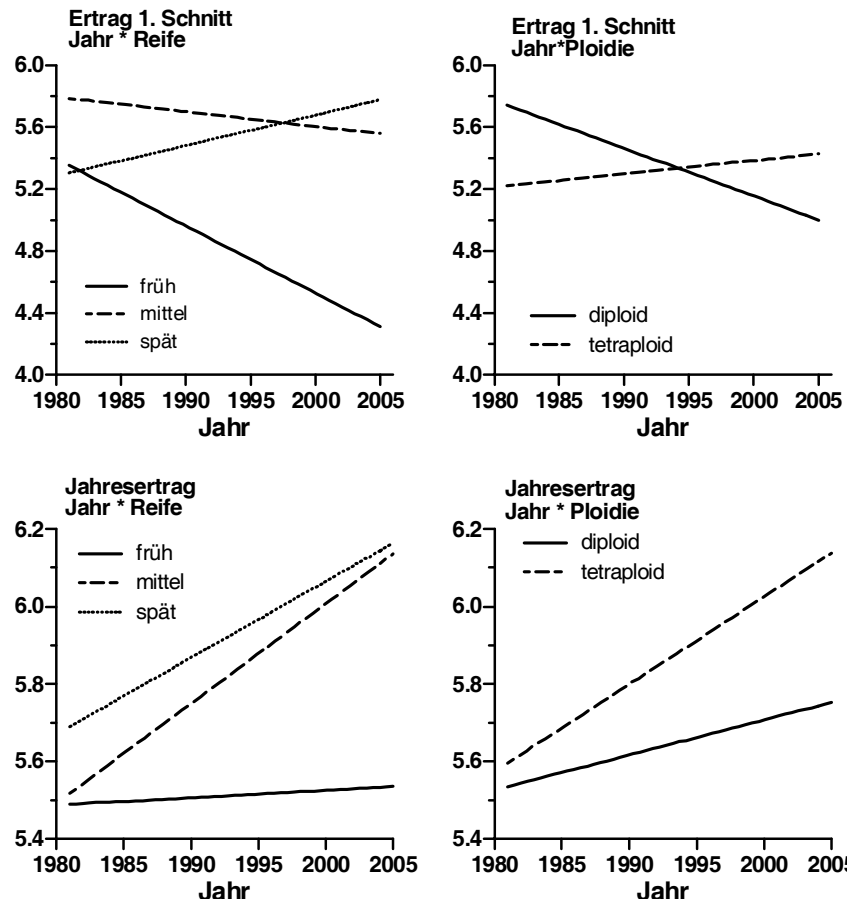 Ertrag 1. Schnitt
Jahr * Reife
6.0
5.6
5.2
4.8
4.4
4.0
früh
mittel
spät
1980 1985 1990 1995 2000 2005
Jahr
Ertrag 1. Schnitt
Jahr*Ploidie
6.0
5.6
5.2
4.8
4.4
4.0
diploid
tetraploid
1980 1985 1990 1995 2000 2005
Jahr
Jahresertrag
Jahr * Reife
6.2
6.0
5.8
5.6
5.4
früh
mittel
spät
1980 1985 1990 1995 2000 2005
Jahr
Jahresertrag
Jahr * Ploidie
6.2
6.0
5.8
5.6
5.4
diploid
tetraploid
1980 1985 1990 1995 2000 2005
Jahr